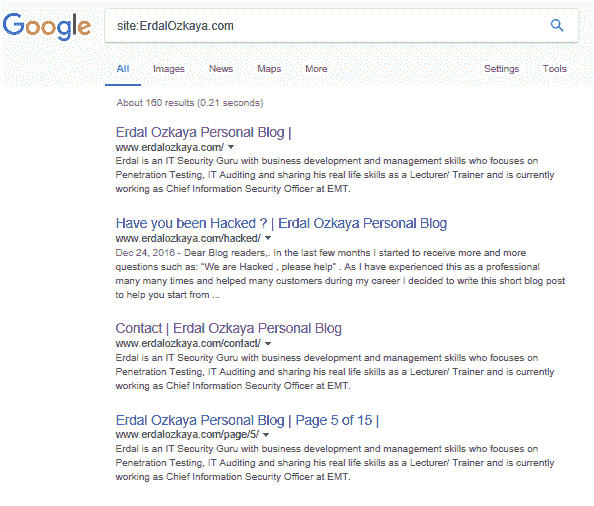 Google
site:ErdalOzkaya.com
All Images News Maps More Settings Tools
About 160 results (0.21 seconds)
Erdal Ozkaya Personal Blog |
www.erdalozkaya.com/
Erdal is an IT Security Guru with business development and management skills who focuses on
Penetration Testing, IT Auditing and sharing his real life skills as a Lecturer/ Trainer and is currently
working as Chief Information Security Officer at EMT.
Have you been Hacked ? | Erdal Ozkaya Personal Blog
www.erdalozkaya.com/hacked/
Dec 24, 2016 - Dear Blog readers,. In the last few months I started to receive more and more
questions such as: "We are Hacked , please help" . As I have experienced this as a professional
many many times and helped many customers during my career I decided to write this short blog post
to help you start from ...
Contact | Erdal Ozkaya Personal Blog
www.erdalozkaya.com/contact/
Erdal is an IT Security Guru with business development and management skills who focuses on
Penetration Testing, IT Auditing and sharing his real life skills as a Lecturer/ Trainer and is currently
working as Chief Information Security Officer at EMT.
Erdal Ozkaya Personal Blog | Page 5 of 15 |
www.erdalozkaya.com/page/5/
Erdal is an IT Security Guru with business development and management skills who focuses on
Penetration Testing, IT Auditing and sharing his real life skills as a Lecturer/ Trainer and is currently
working as Chief Information Security Officer at EMT.